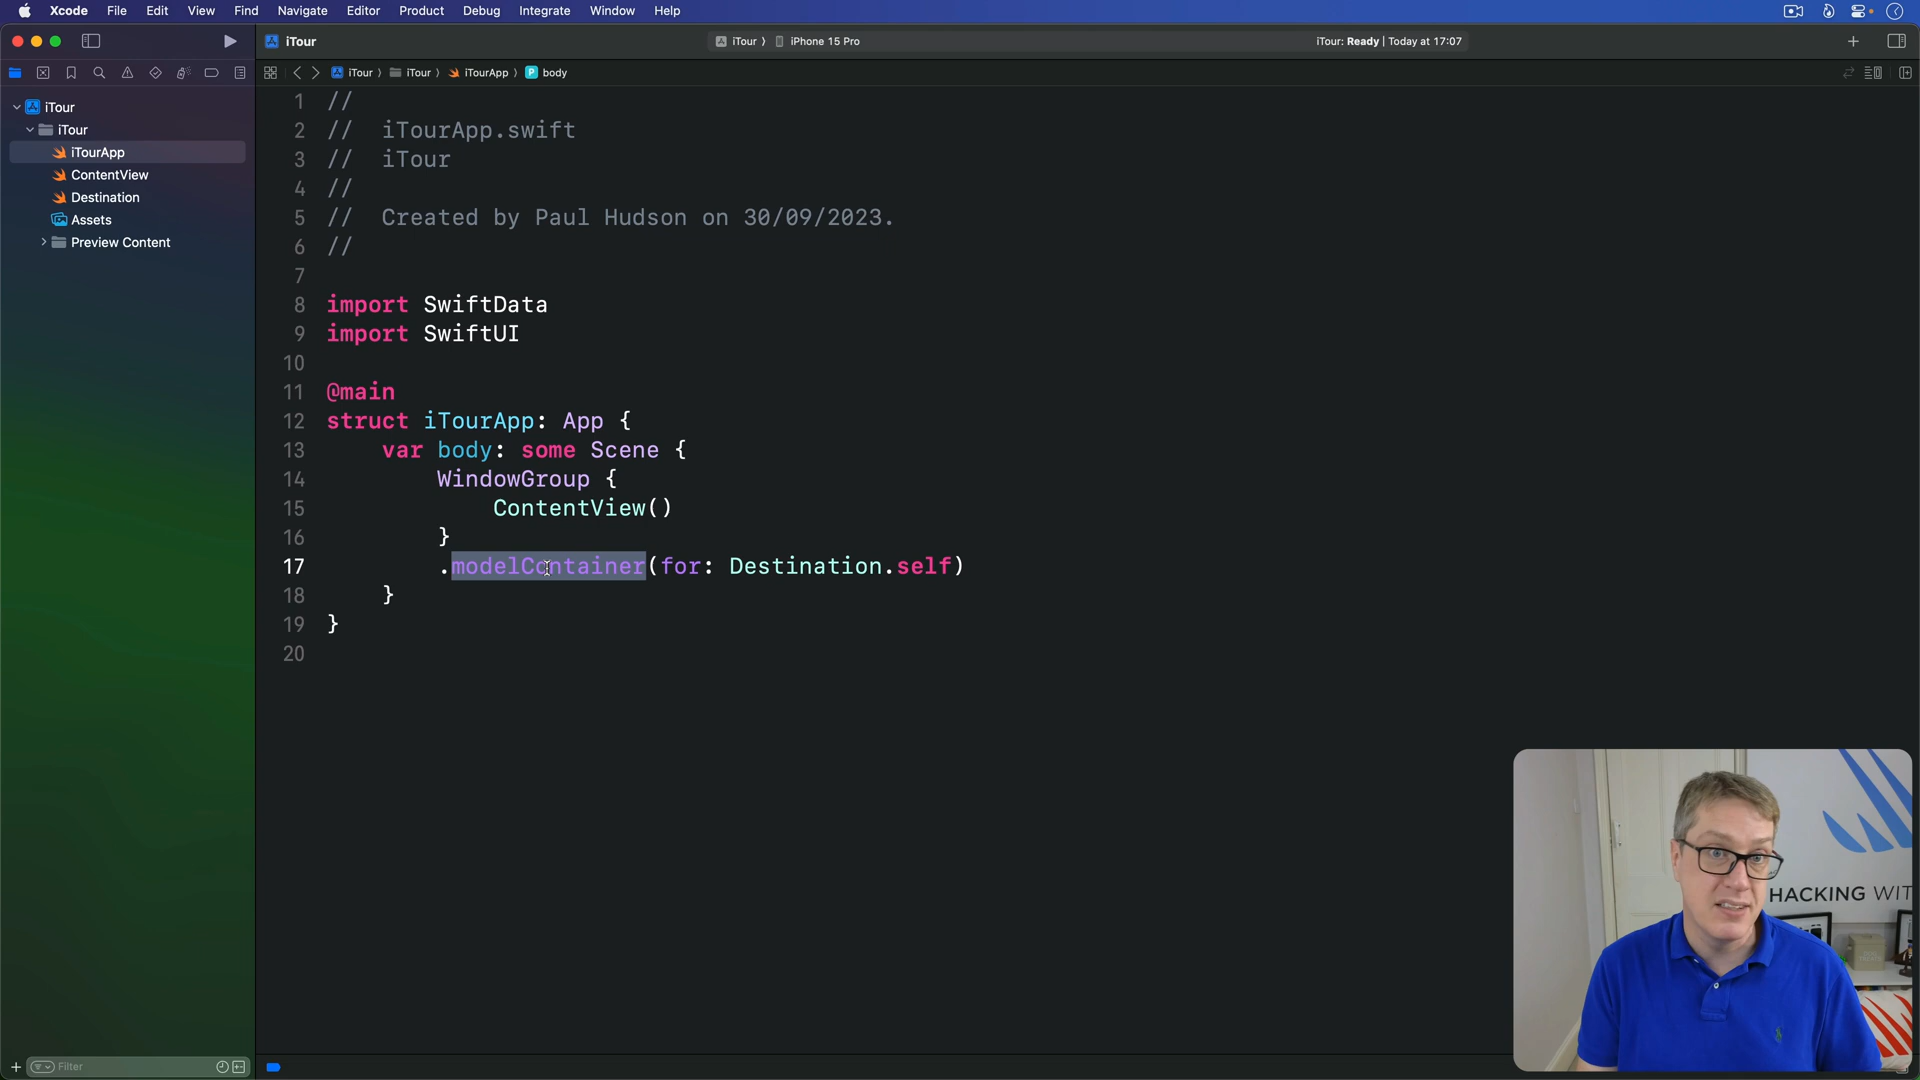 Xcode File Edit View Find Navigate Editor Product Debug Integrate Window Help
iTour
iTour 〉 iPhone 15 Pro
iTour: Ready | Today at 17:07
iTour 〉 iTour 〉 iTourApp 〉 P body
iTour
iTour
iTourApp
ContentView
Destination
Assets
Preview Content
1 //
2 //  iTourApp.swift
3 //  iTour
4 //
5 //  Created by Paul Hudson on 30/09/2023.
6 //
7
8 import SwiftData
9 import SwiftUI
10
11 @main
12 struct iTourApp: App {
13     var body: some Scene {
14         WindowGroup {
15             ContentView()
16         }
17         .modelContainer(for: Destination.self)
18     }
19 }
20
HACKING WIT
Filter